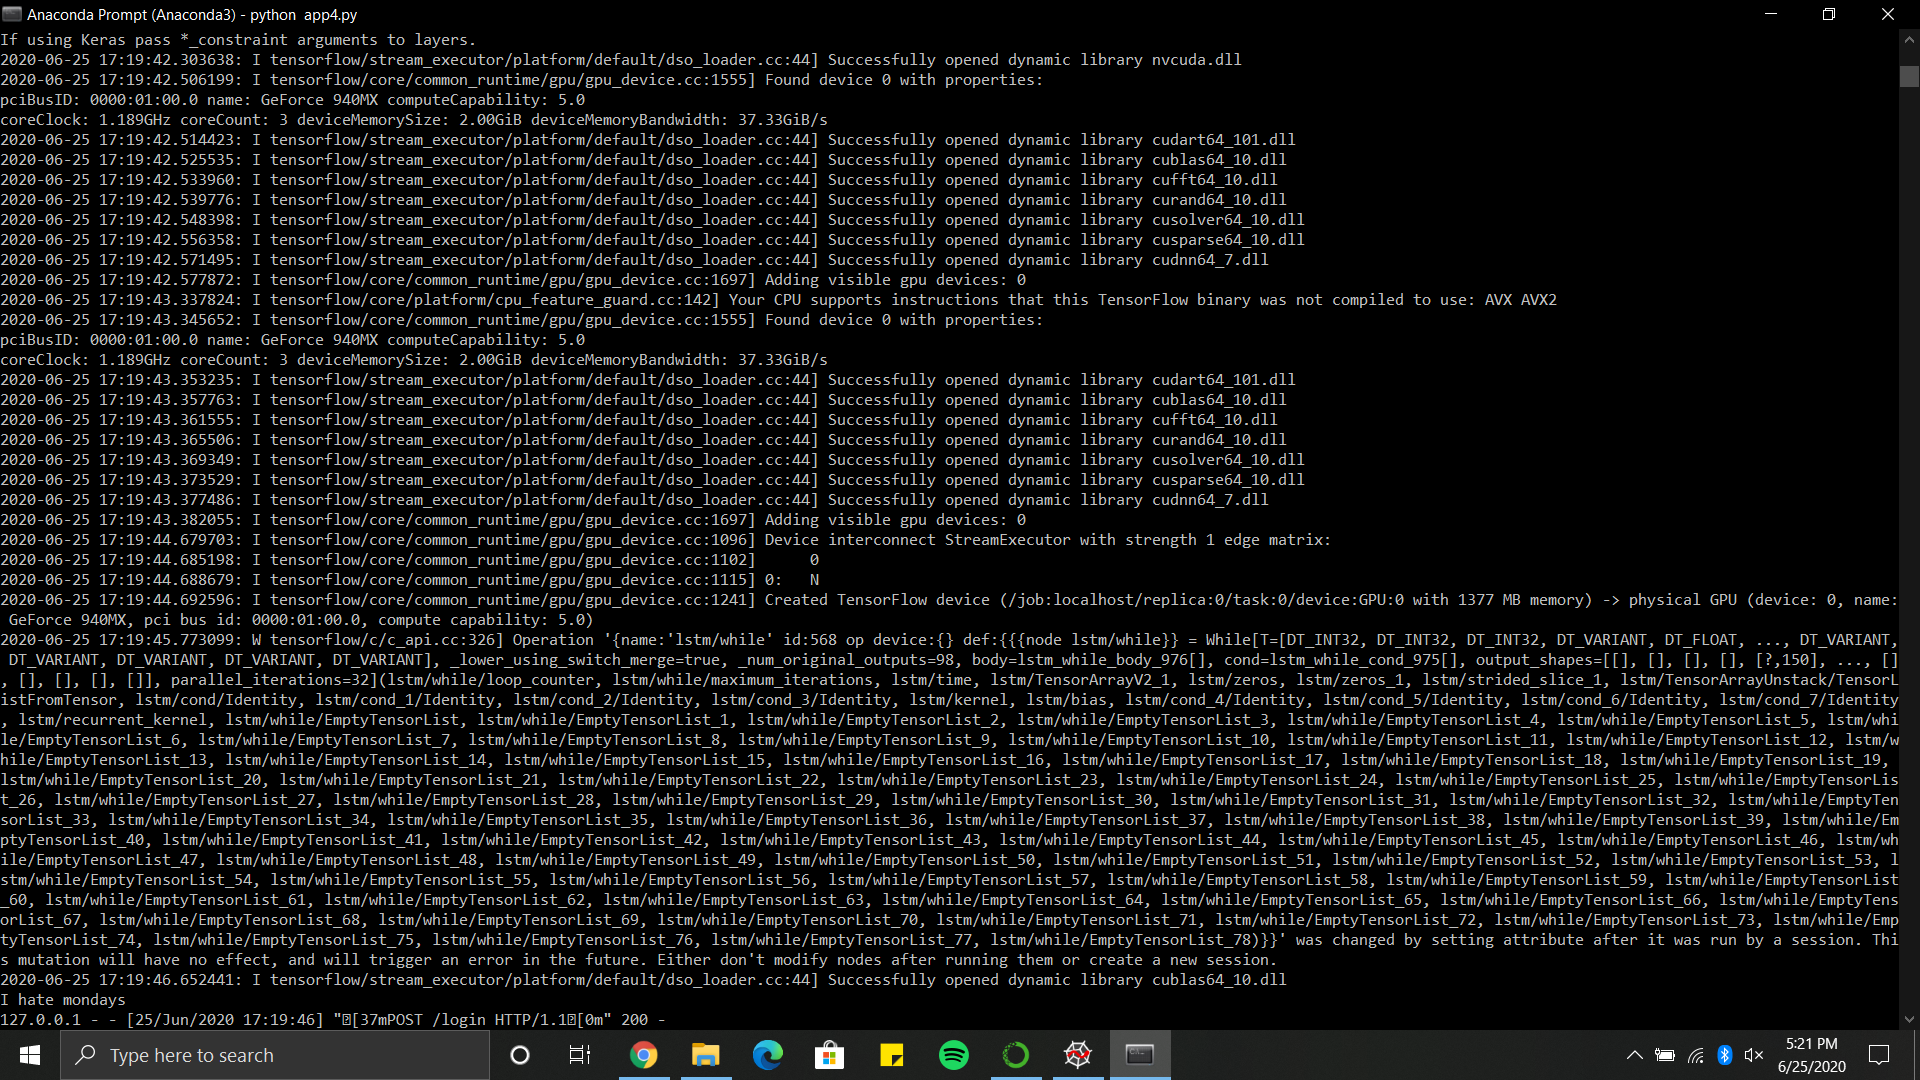 Anaconda Prompt (Anaconda3) - python  app4.py
If using Keras pass *_constraint arguments to layers.
2020-06-25 17:19:42.303638: I tensorflow/stream_executor/platform/default/dso_loader.cc:44] Successfully opened dynamic library nvcuda.dll
2020-06-25 17:19:42.506199: I tensorflow/core/common_runtime/gpu/gpu_device.cc:1555] Found device 0 with properties:
pciBusID: 0000:01:00.0 name: GeForce 940MX computeCapability: 5.0
coreClock: 1.189GHz coreCount: 3 deviceMemorySize: 2.00GiB deviceMemoryBandwidth: 37.33GiB/s
2020-06-25 17:19:42.514423: I tensorflow/stream_executor/platform/default/dso_loader.cc:44] Successfully opened dynamic library cudart64_101.dll
2020-06-25 17:19:42.525535: I tensorflow/stream_executor/platform/default/dso_loader.cc:44] Successfully opened dynamic library cublas64_10.dll
2020-06-25 17:19:42.533960: I tensorflow/stream_executor/platform/default/dso_loader.cc:44] Successfully opened dynamic library cufft64_10.dll
2020-06-25 17:19:42.539776: I tensorflow/stream_executor/platform/default/dso_loader.cc:44] Successfully opened dynamic library curand64_10.dll
2020-06-25 17:19:42.548398: I tensorflow/stream_executor/platform/default/dso_loader.cc:44] Successfully opened dynamic library cusolver64_10.dll
2020-06-25 17:19:42.556358: I tensorflow/stream_executor/platform/default/dso_loader.cc:44] Successfully opened dynamic library cusparse64_10.dll
2020-06-25 17:19:42.571495: I tensorflow/stream_executor/platform/default/dso_loader.cc:44] Successfully opened dynamic library cudnn64_7.dll
2020-06-25 17:19:42.577872: I tensorflow/core/common_runtime/gpu/gpu_device.cc:1697] Adding visible gpu devices: 0
2020-06-25 17:19:43.337824: I tensorflow/core/platform/cpu_feature_guard.cc:142] Your CPU supports instructions that this TensorFlow binary was not compiled to use: AVX AVX2
2020-06-25 17:19:43.345652: I tensorflow/core/common_runtime/gpu/gpu_device.cc:1555] Found device 0 with properties:
pciBusID: 0000:01:00.0 name: GeForce 940MX computeCapability: 5.0
coreClock: 1.189GHz coreCount: 3 deviceMemorySize: 2.00GiB deviceMemoryBandwidth: 37.33GiB/s
2020-06-25 17:19:43.353235: I tensorflow/stream_executor/platform/default/dso_loader.cc:44] Successfully opened dynamic library cudart64_101.dll
2020-06-25 17:19:43.357763: I tensorflow/stream_executor/platform/default/dso_loader.cc:44] Successfully opened dynamic library cublas64_10.dll
2020-06-25 17:19:43.361555: I tensorflow/stream_executor/platform/default/dso_loader.cc:44] Successfully opened dynamic library cufft64_10.dll
2020-06-25 17:19:43.365506: I tensorflow/stream_executor/platform/default/dso_loader.cc:44] Successfully opened dynamic library curand64_10.dll
2020-06-25 17:19:43.369349: I tensorflow/stream_executor/platform/default/dso_loader.cc:44] Successfully opened dynamic library cusolver64_10.dll
2020-06-25 17:19:43.373529: I tensorflow/stream_executor/platform/default/dso_loader.cc:44] Successfully opened dynamic library cusparse64_10.dll
2020-06-25 17:19:43.377486: I tensorflow/stream_executor/platform/default/dso_loader.cc:44] Successfully opened dynamic library cudnn64_7.dll
2020-06-25 17:19:43.382055: I tensorflow/core/common_runtime/gpu/gpu_device.cc:1697] Adding visible gpu devices: 0
2020-06-25 17:19:44.679703: I tensorflow/core/common_runtime/gpu/gpu_device.cc:1096] Device interconnect StreamExecutor with strength 1 edge matrix:
2020-06-25 17:19:44.685198: I tensorflow/core/common_runtime/gpu/gpu_device.cc:1102]      0
2020-06-25 17:19:44.688679: I tensorflow/core/common_runtime/gpu/gpu_device.cc:1115] 0:   N
2020-06-25 17:19:44.692596: I tensorflow/core/common_runtime/gpu/gpu_device.cc:1241] Created TensorFlow device (/job:localhost/replica:0/task:0/device:GPU:0 with 1377 MB memory) -> physical GPU (device: 0, name:
 GeForce 940MX, pci bus id: 0000:01:00.0, compute capability: 5.0)
2020-06-25 17:19:45.773099: W tensorflow/c/c_api.cc:326] Operation '{name:'lstm/while' id:568 op device:{} def:{{{node lstm/while}} = While[T=[DT_INT32, DT_INT32, DT_INT32, DT_VARIANT, DT_FLOAT, ..., DT_VARIANT,
 DT_VARIANT, DT_VARIANT, DT_VARIANT, DT_VARIANT], _lower_using_switch_merge=true, _num_original_outputs=98, body=lstm_while_body_976[], cond=lstm_while_cond_975[], output_shapes=[[], [], [], [], [?,150], ..., []
, [], [], [], []], parallel_iterations=32](lstm/while/loop_counter, lstm/while/maximum_iterations, lstm/time, lstm/TensorArrayV2_1, lstm/zeros, lstm/zeros_1, lstm/strided_slice_1, lstm/TensorArrayUnstack/TensorL
istFromTensor, lstm/cond/Identity, lstm/cond_1/Identity, lstm/cond_2/Identity, lstm/cond_3/Identity, lstm/kernel, lstm/bias, lstm/cond_4/Identity, lstm/cond_5/Identity, lstm/cond_6/Identity, lstm/cond_7/Identity
, lstm/recurrent_kernel, lstm/while/EmptyTensorList, lstm/while/EmptyTensorList_1, lstm/while/EmptyTensorList_2, lstm/while/EmptyTensorList_3, lstm/while/EmptyTensorList_4, lstm/while/EmptyTensorList_5, lstm/whi
le/EmptyTensorList_6, lstm/while/EmptyTensorList_7, lstm/while/EmptyTensorList_8, lstm/while/EmptyTensorList_9, lstm/while/EmptyTensorList_10, lstm/while/EmptyTensorList_11, lstm/while/EmptyTensorList_12, lstm/w
hile/EmptyTensorList_13, lstm/while/EmptyTensorList_14, lstm/while/EmptyTensorList_15, lstm/while/EmptyTensorList_16, lstm/while/EmptyTensorList_17, lstm/while/EmptyTensorList_18, lstm/while/EmptyTensorList_19,
lstm/while/EmptyTensorList_20, lstm/while/EmptyTensorList_21, lstm/while/EmptyTensorList_22, lstm/while/EmptyTensorList_23, lstm/while/EmptyTensorList_24, lstm/while/EmptyTensorList_25, lstm/while/EmptyTensorLis
t_26, lstm/while/EmptyTensorList_27, lstm/while/EmptyTensorList_28, lstm/while/EmptyTensorList_29, lstm/while/EmptyTensorList_30, lstm/while/EmptyTensorList_31, lstm/while/EmptyTensorList_32, lstm/while/EmptyTen
sorList_33, lstm/while/EmptyTensorList_34, lstm/while/EmptyTensorList_35, lstm/while/EmptyTensorList_36, lstm/while/EmptyTensorList_37, lstm/while/EmptyTensorList_38, lstm/while/EmptyTensorList_39, lstm/while/Em
ptyTensorList_40, lstm/while/EmptyTensorList_41, lstm/while/EmptyTensorList_42, lstm/while/EmptyTensorList_43, lstm/while/EmptyTensorList_44, lstm/while/EmptyTensorList_45, lstm/while/EmptyTensorList_46, lstm/wh
ile/EmptyTensorList_47, lstm/while/EmptyTensorList_48, lstm/while/EmptyTensorList_49, lstm/while/EmptyTensorList_50, lstm/while/EmptyTensorList_51, lstm/while/EmptyTensorList_52, lstm/while/EmptyTensorList_53, l
stm/while/EmptyTensorList_54, lstm/while/EmptyTensorList_55, lstm/while/EmptyTensorList_56, lstm/while/EmptyTensorList_57, lstm/while/EmptyTensorList_58, lstm/while/EmptyTensorList_59, lstm/while/EmptyTensorList
_60, lstm/while/EmptyTensorList_61, lstm/while/EmptyTensorList_62, lstm/while/EmptyTensorList_63, lstm/while/EmptyTensorList_64, lstm/while/EmptyTensorList_65, lstm/while/EmptyTensorList_66, lstm/while/EmptyTens
orList_67, lstm/while/EmptyTensorList_68, lstm/while/EmptyTensorList_69, lstm/while/EmptyTensorList_70, lstm/while/EmptyTensorList_71, lstm/while/EmptyTensorList_72, lstm/while/EmptyTensorList_73, lstm/while/Emp
tyTensorList_74, lstm/while/EmptyTensorList_75, lstm/while/EmptyTensorList_76, lstm/while/EmptyTensorList_77, lstm/while/EmptyTensorList_78)}}' was changed by setting attribute after it was run by a session. Thi
s mutation will have no effect, and will trigger an error in the future. Either don't modify nodes after running them or create a new session.
2020-06-25 17:19:46.652441: I tensorflow/stream_executor/platform/default/dso_loader.cc:44] Successfully opened dynamic library cublas64_10.dll
I hate mondays
127.0.0.1 - - [25/Jun/2020 17:19:46] "[37mPOST /login HTTP/1.1[0m" 200 -
Type here to search
5:21 PM
6/25/2020